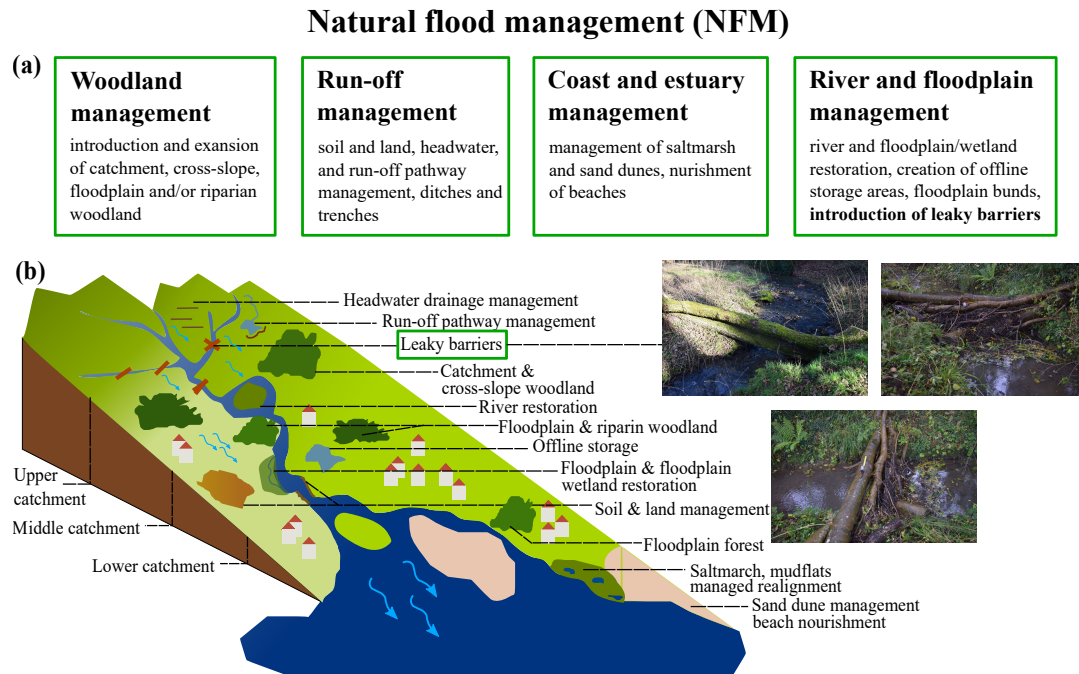 Natural flood management (NFM)
(a)
Woodland
management
introduction and exansion
of catchment, cross-slope,
floodplain and/or riparian
woodland
Run-off
management
soil and land, headwater,
and run-off pathway
management, ditches and
trenches
Coast and estuary
management
management of saltmarsh
and sand dunes, nurishment
of beaches
River and floodplain
management
river and floodplain/wetland
restoration, creation of offline
storage areas, floodplain bunds,
introduction of leaky barriers
(b)
Headwater drainage management
Run-off pathway management
Leaky barriers
Catchment &
cross-slope woodland
River restoration
Floodplain & riparin woodland
Offline storage
Floodplain & floodplain
wetland restoration
Soil & land management
Floodplain forest
Saltmarch, mudflats
managed realignment
Sand dune management
beach nourishment
Upper
catchment
Middle catchment
Lower catchment